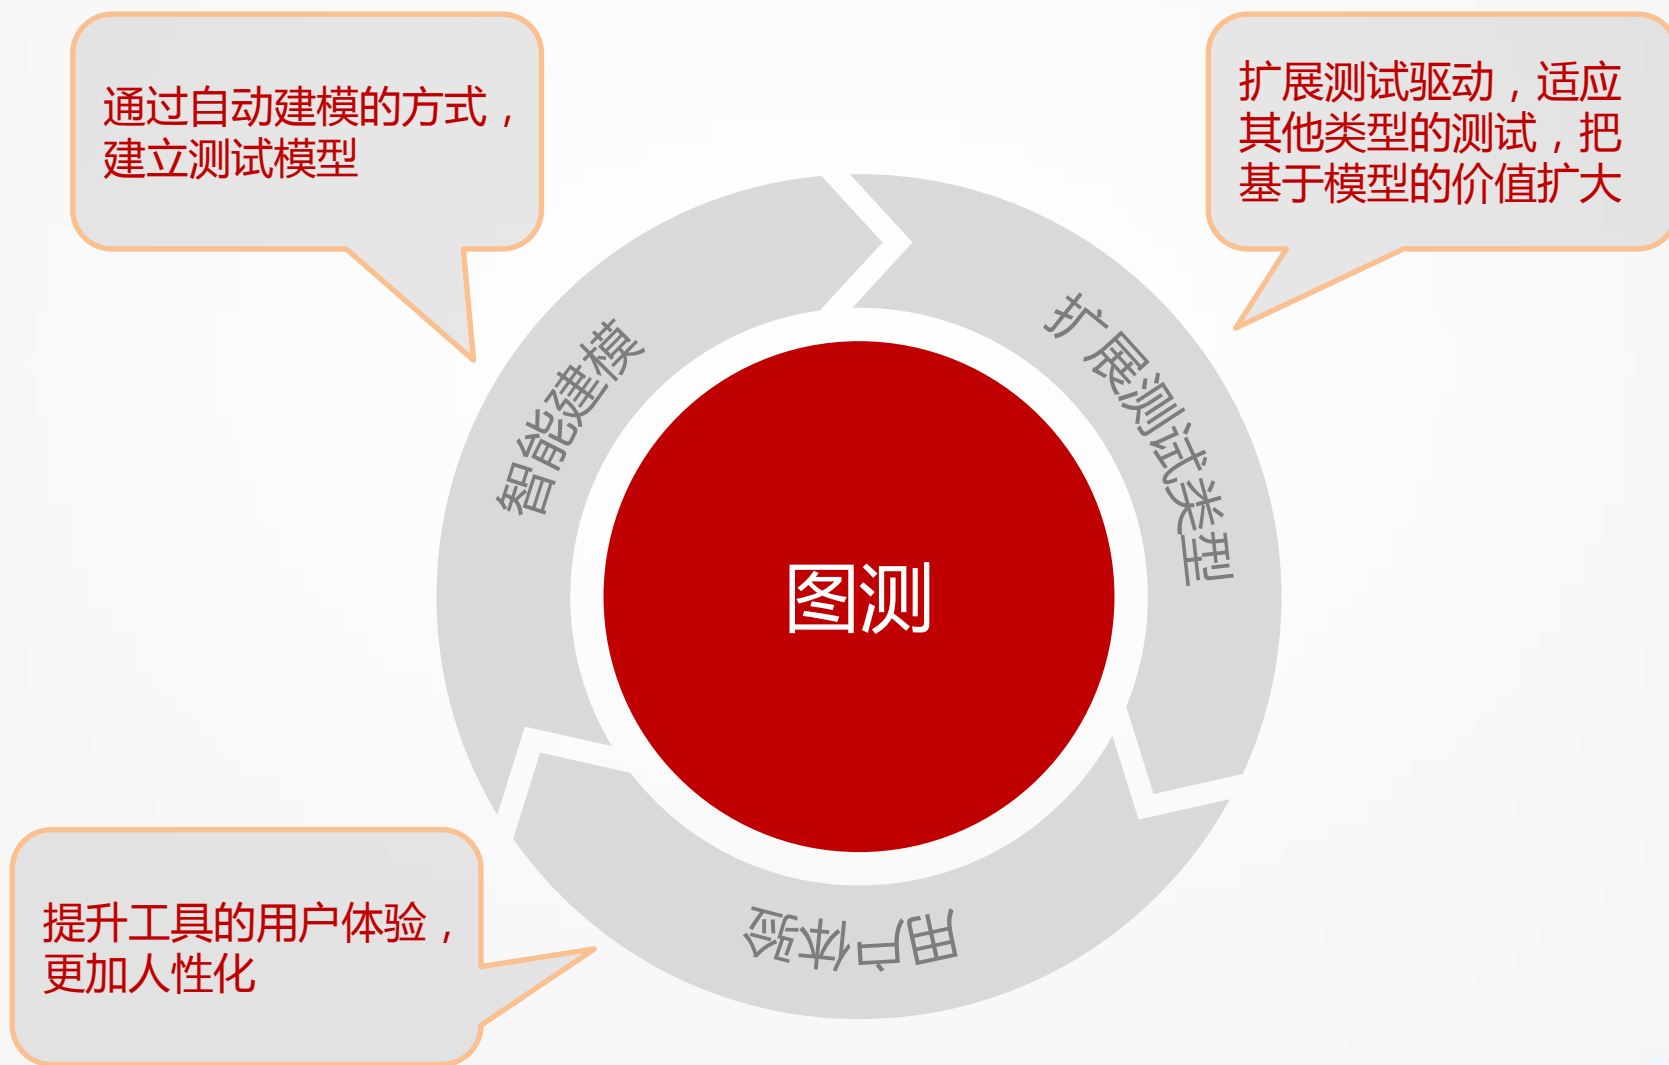 通过自动建模的方式，
建立测试模型
扩展测试驱动，适应
其他类型的测试，把
基于模型的价值扩大
智能建模
扩展测试类型
图测
用户体验
提升工具的用户体验，
更加人性化